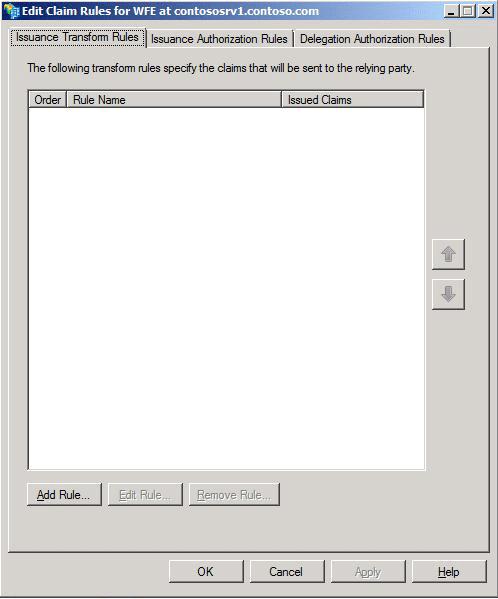 Edit Claim Rules for WFE at contososrv1.contoso.com
Issuance Transform Rules Issuance Authorization Rules Delegation Authorization Rules
The following transform rules specify the claims that will be sent to the relying party.
Order Rule Name Issued Claims
Add Rule... Edit Rule... Remove Rule...
OK Cancel Apply Help